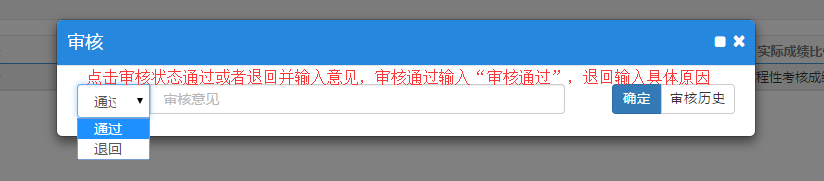 审核
实际成绩比
点击审核状态通过或者退回并输入意见，审核通过输入“审核通过”，退回输入具体原因
程性考核成
通过 审核意见 确定 审核历史
通过
退回